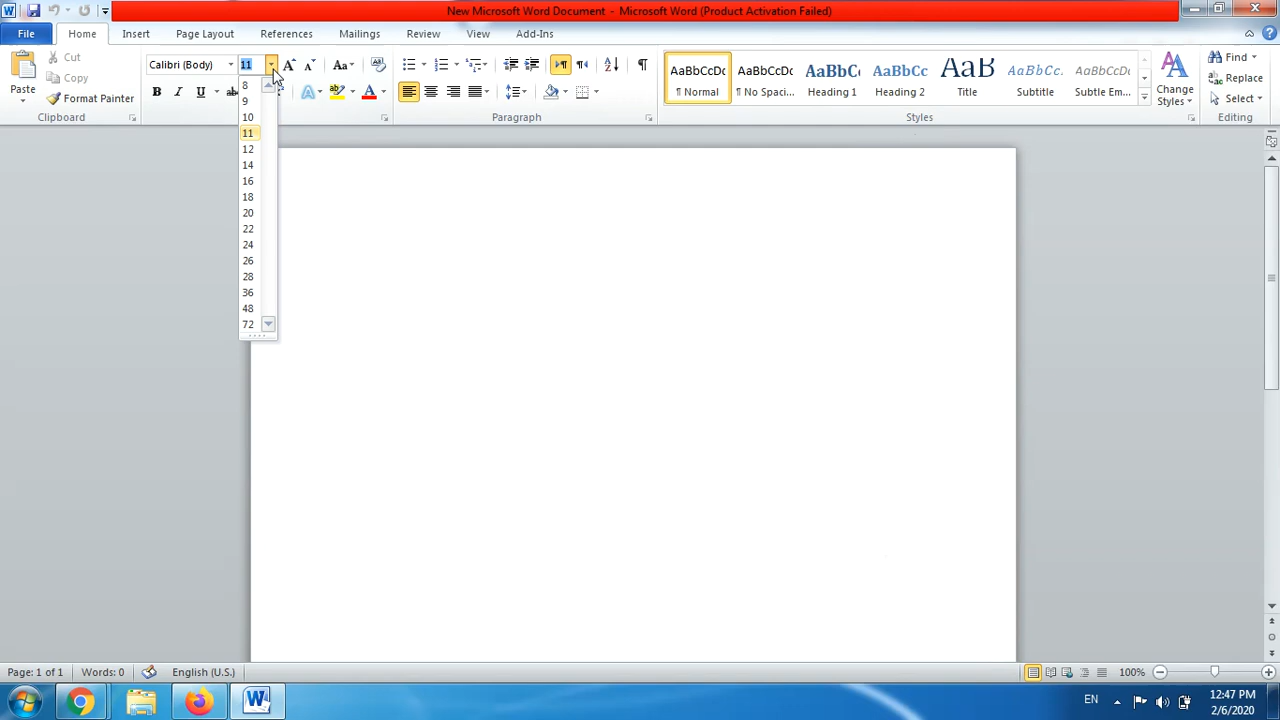 New Microsoft Word Document - Microsoft Word (Product Activation Failed)
File Home Insert Page Layout References Mailings Review View Add-Ins
Paste
Cut
Copy
Format Painter
Clipboard
Calibri (Body) 11
Aa
B I U abe
8
9
10
11
12
14
16
18
20
22
24
26
28
36
48
72
Paragraph
AaBbCcDc
¶ Normal
AaBbCcDc
¶ No Spaci...
AaBbC
Heading 1
AaBbCc
Heading 2
AaB
Title
AaBbCc.
Subtitle
AaBbCcDc
Subtle Em...
Change
Styles
Styles
Find
Replace
Select
Editing
Page: 1 of 1 Words: 0 English (U.S.) 100%
EN
12:47 PM
2/6/2020